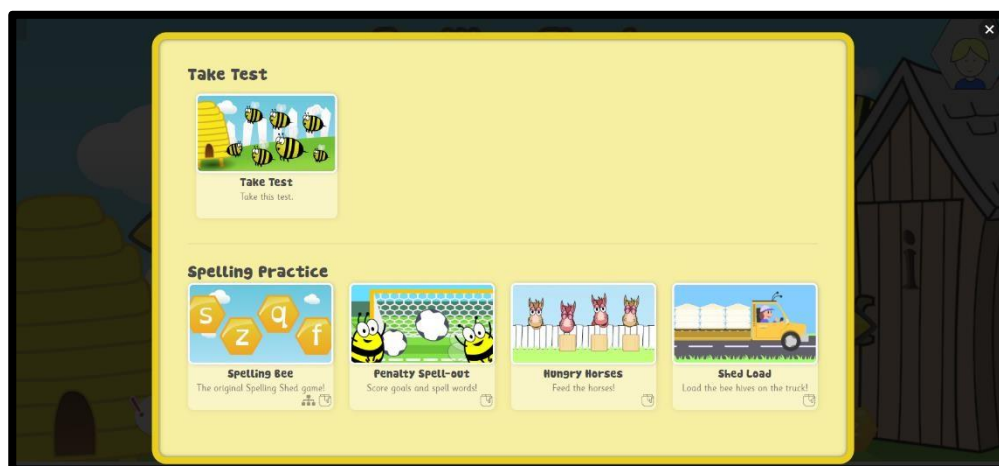 Take Test
Take Test
Take this test.
Spelling Practice
s z q f
Spelling Bee
The original Spelling Shed game!
Penalty Spell-out
Score goals and spell words!
Hungry Horses
Feed the horses!
Shed Load
Load the bee hives on the truck!